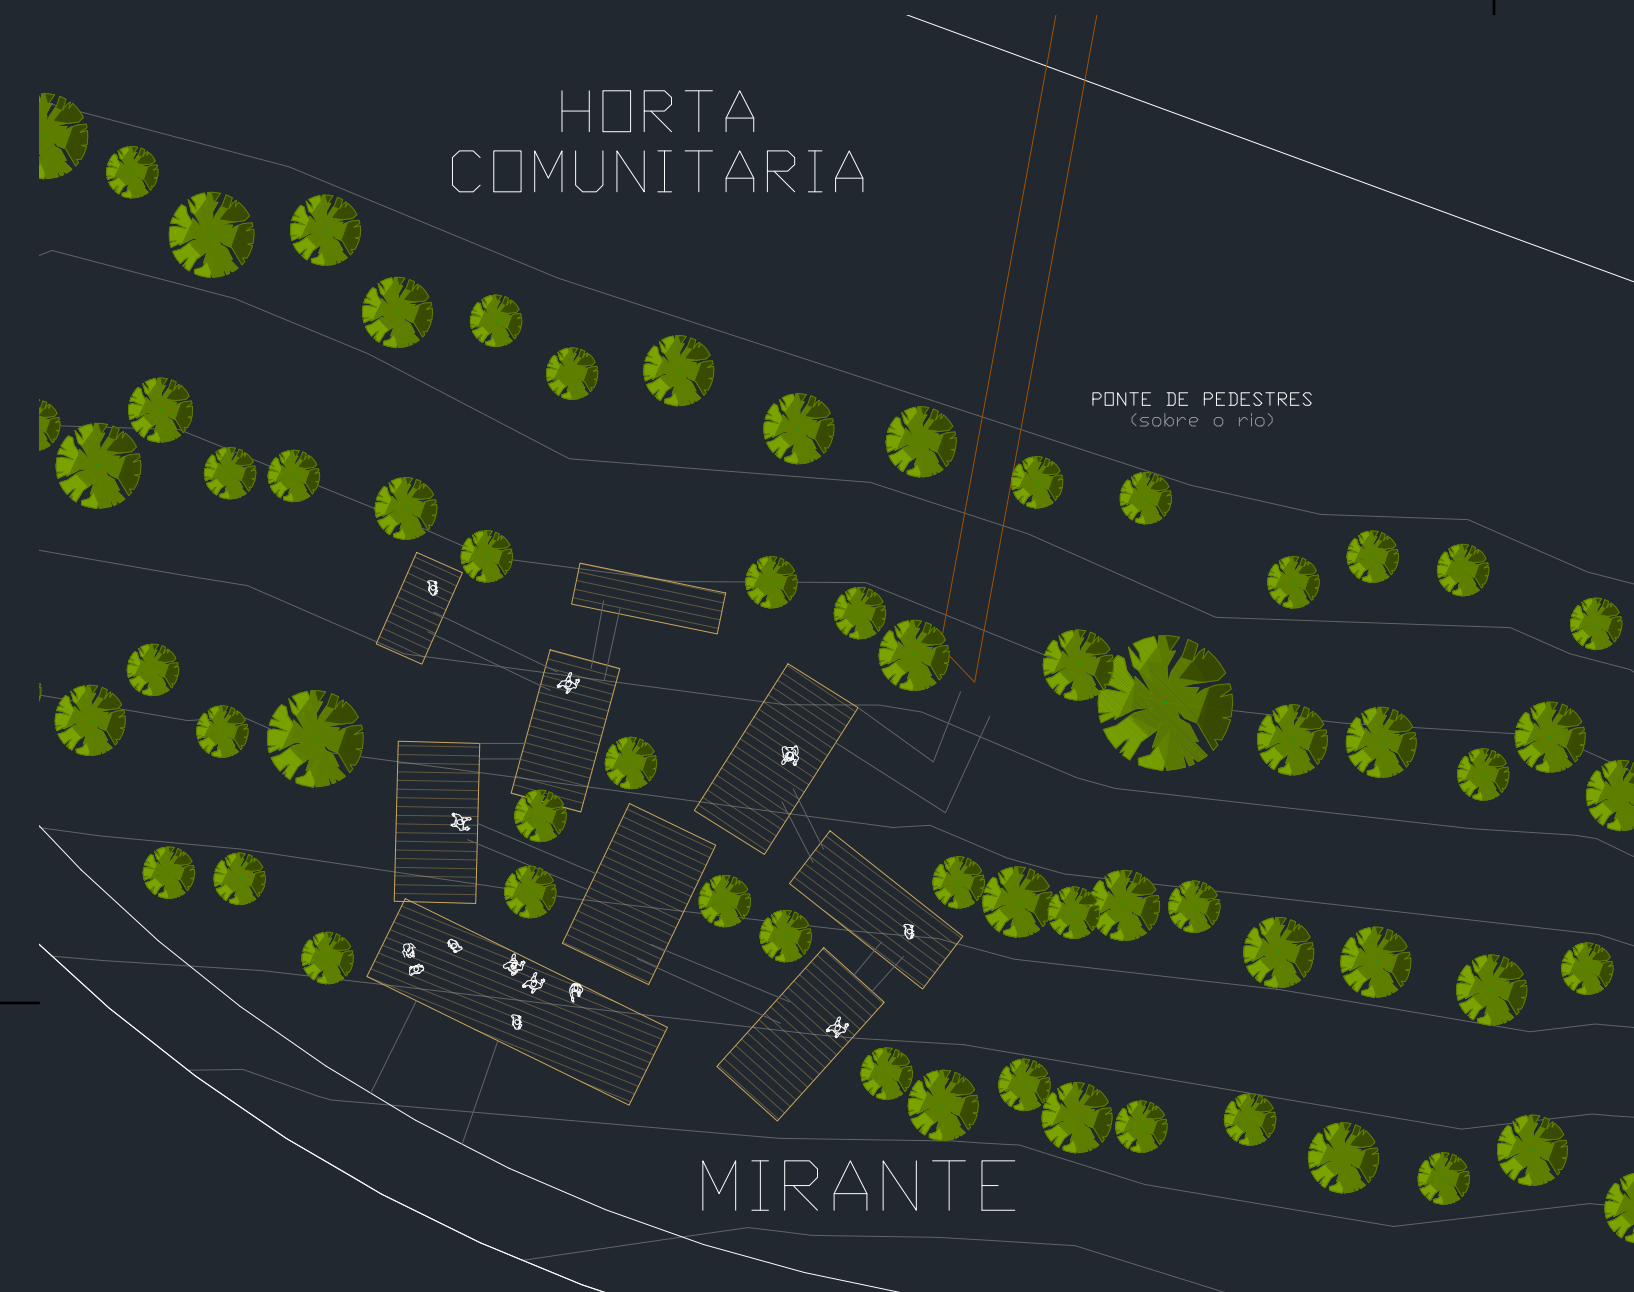 HORTA
COMUNITARIA
PONTE DE PEDESTRES
(sobre o rio)
MIRANTE